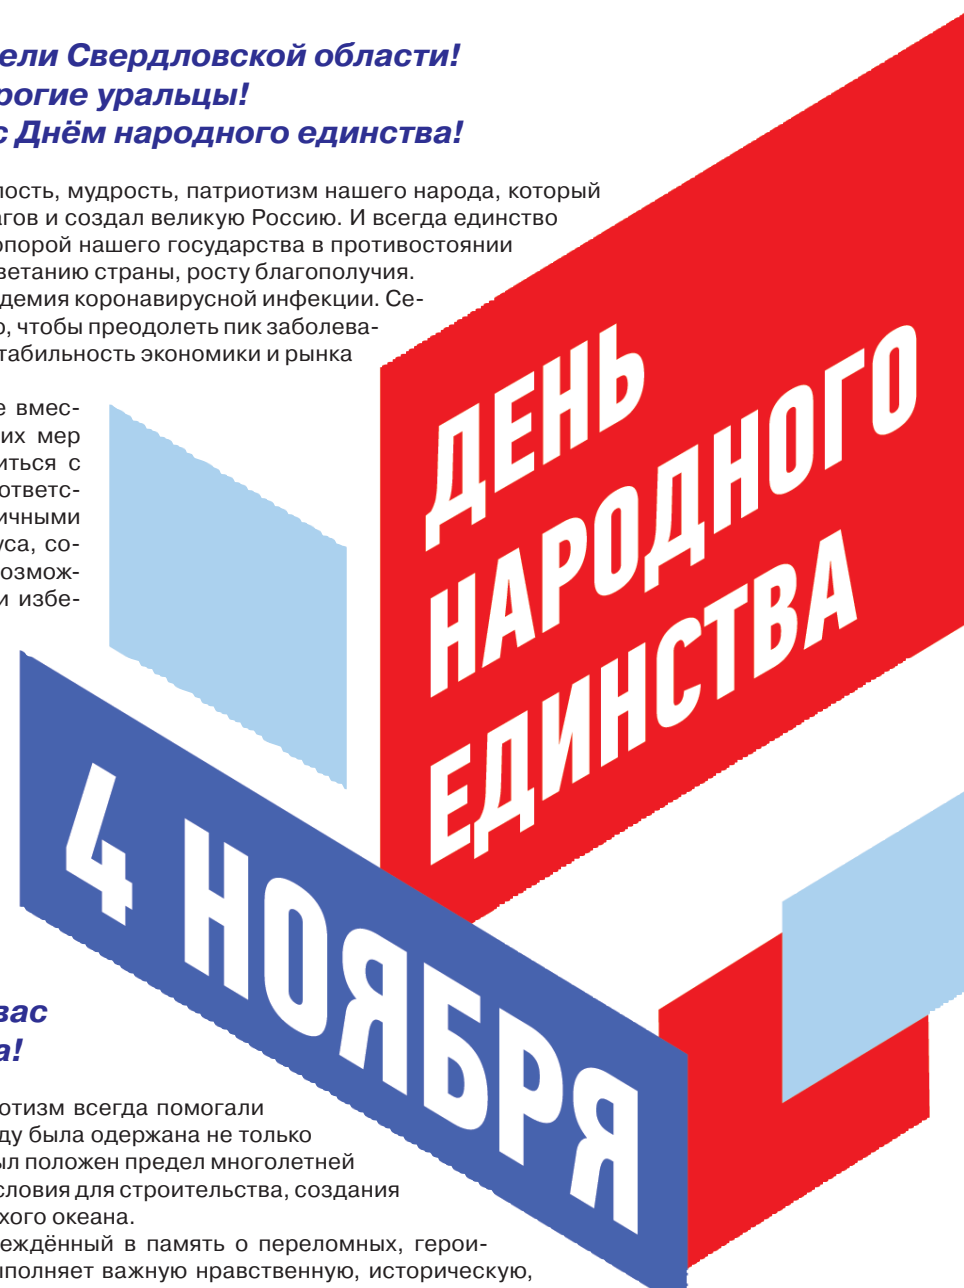 ели Свердловской области!
рогие уральцы!
с Днём народного единства!
лость, мудрость, патриотизм нашего народа, который
агов и создал великую Россию. И всегда единство
опорой нашего государства в противостоянии
ветанию страны, росту благополучия.
демия коронавирусной инфекции. Се-
о, чтобы преодолеть пик заболева-
табильность экономики и рынка
е вмес-
их мер
иться с
ответс-
ичными
уса, со-
возмож-
и избе-
ДЕНЬ
НАРОДНОГО
ЕДИНСТВА
4 НОЯБРЯ
вас
а!
отизм всегда помогали
ду была одержана не только
ыл положен предел многолетней
словия для строительства, создания
хого океана.
еждённый в память о переломных, герои-
ыполняет важную нравственную, историческую,